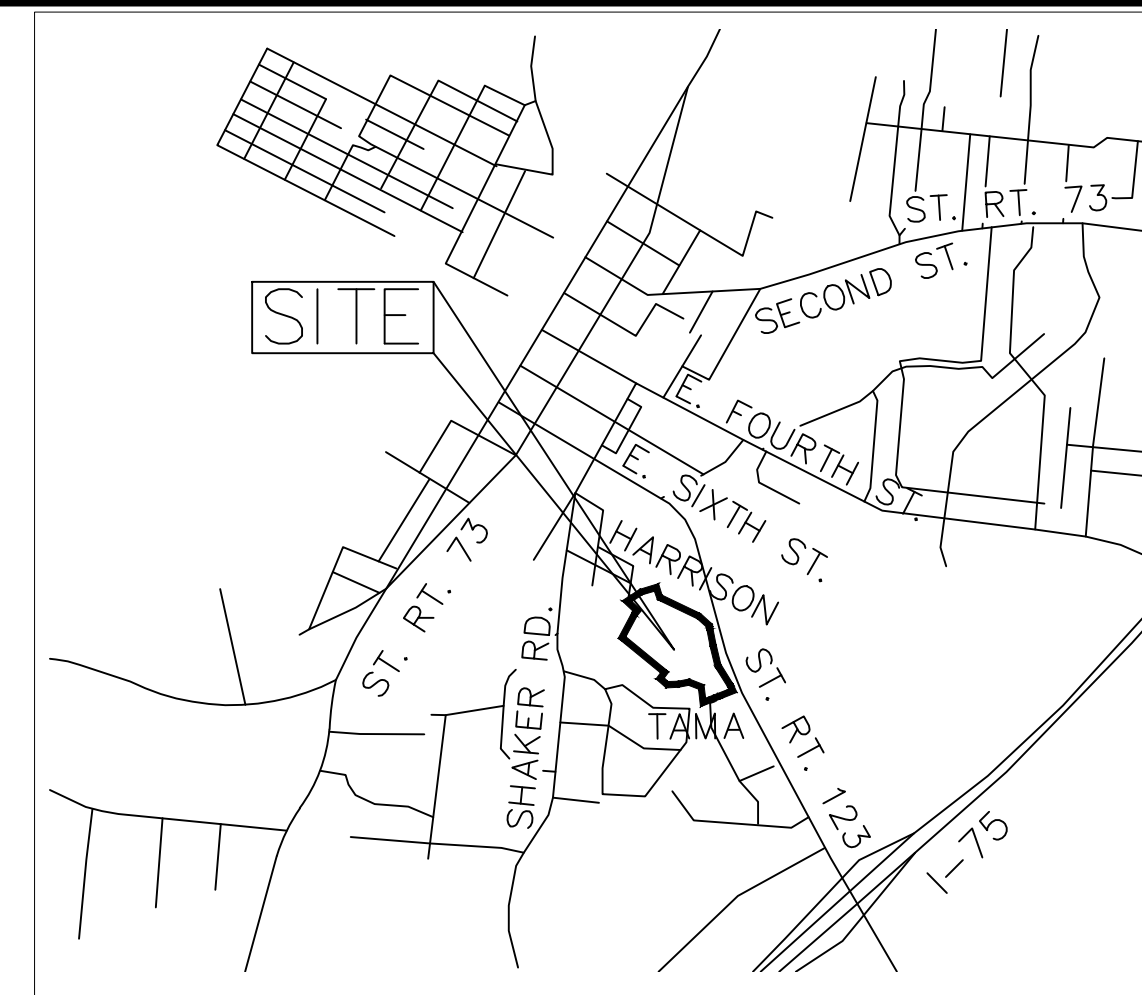 ST. RT. 73
SECOND ST.
SITE
E. FOURTH ST.
E. SIXTH ST.
HARRISON
ST. RT. 73
SHAKER RD.
TAMA
ST. RT. 123
I-75